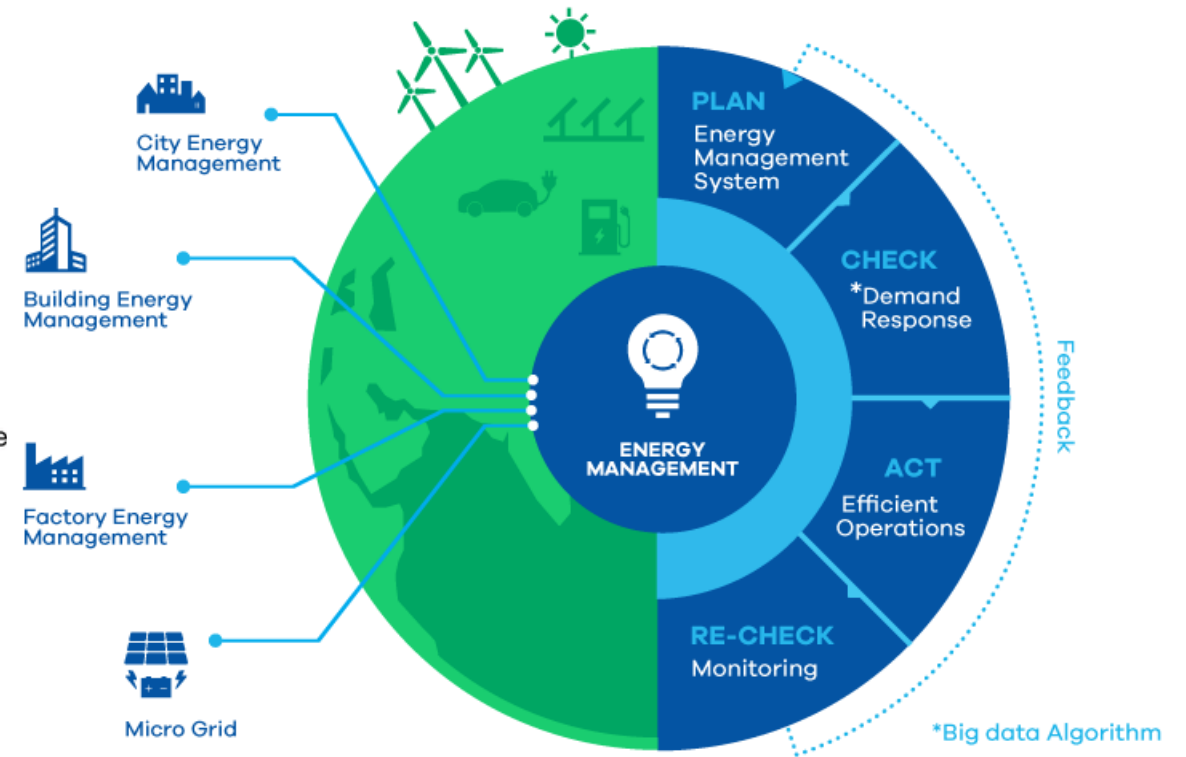 City Energy
Management
Building Energy
Management
e
Factory Energy
Management
Micro Grid
ENERGY
MANAGEMENT
PLAN
Energy
Management
System
CHECK
*Demand
Response
ACT
Efficient
Operations
RE-CHECK
Monitoring
Feedback
*Big data Algorithm